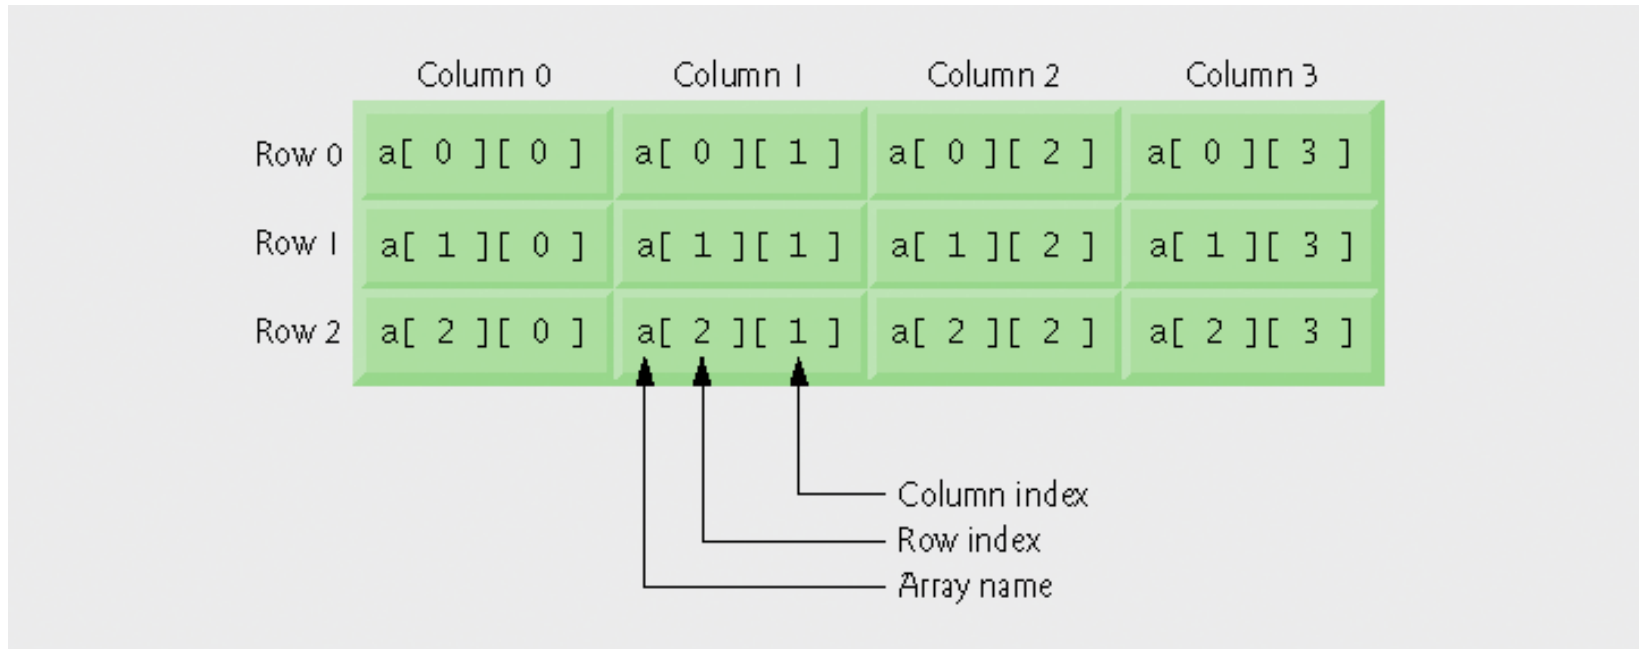 Column 0 Column 1 Column 2 Column 3
Row 0 a[ 0 ][ 0 ] a[ 0 ][ 1 ] a[ 0 ][ 2 ] a[ 0 ][ 3 ]
Row 1 a[ 1 ][ 0 ] a[ 1 ][ 1 ] a[ 1 ][ 2 ] a[ 1 ][ 3 ]
Row 2 a[ 2 ][ 0 ] a[ 2 ][ 1 ] a[ 2 ][ 2 ] a[ 2 ][ 3 ]
Column index
Row index
Array name